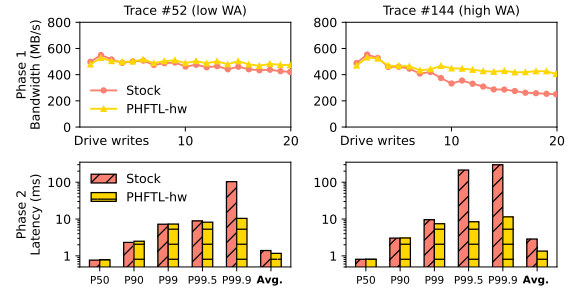 Trace #52 (low WA)
Trace #144 (high WA)
Phase 1
Bandwidth (MB/s)
800
600
400
200
0
Stock
PHFTL-hw
Drive writes
10
20
800
600
400
200
0
Drive writes
10
20
Phase 2
Latency (ms)
100
10
1
Stock
PHFTL-hw
P50
P90
P99
P99.5
P99.9
Avg.
100
10
1
P50
P90
P99
P99.5
P99.9
Avg.